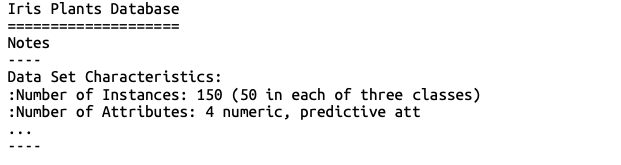 Iris Plants Database
====================
Notes
----
Data Set Characteristics:
:Number of Instances: 150 (50 in each of three classes)
:Number of Attributes: 4 numeric, predictive att
...
----